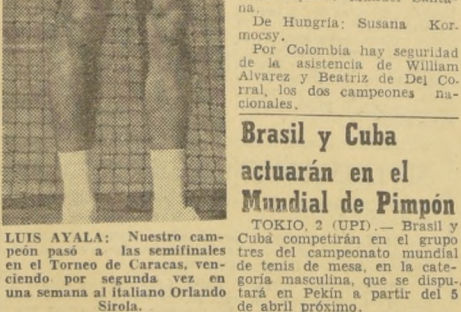 LUIS AYALA: Nuestro cam-
peón pasó a las semifinales
en el Torneo de Caracas, ven-
ciendo por segunda vez en
una semana al italiano Orlando
Sirola.
na.
De Hungría: Susana Kor-
mocsy.
Por Colombia hay seguridad
de la asistencia de William
Alvarez y Beatriz de Del Co-
rral, los dos campeones na-
cionales.
Brasil y Cuba
actuarán en el
Mundial de Pimpón
TOKIO, 2 (UPI).— Brasil y
Cuba competirán en el grupo
tres del campeonato mundial
de tenis de mesa, en la cate-
goría masculina, que se dispu-
tará en Pekín a partir del 5
de abril próximo.